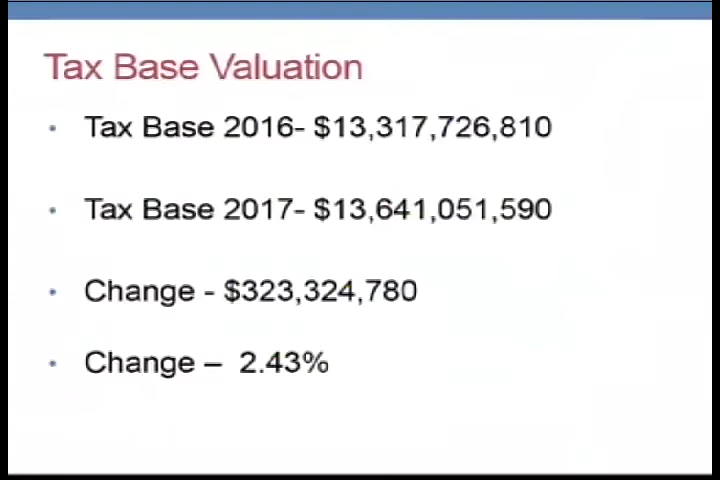 Tax Base Valuation
• Tax Base 2016- $13,317,726,810
• Tax Base 2017- $13,641,051,590
• Change - $323,324,780
• Change – 2.43%